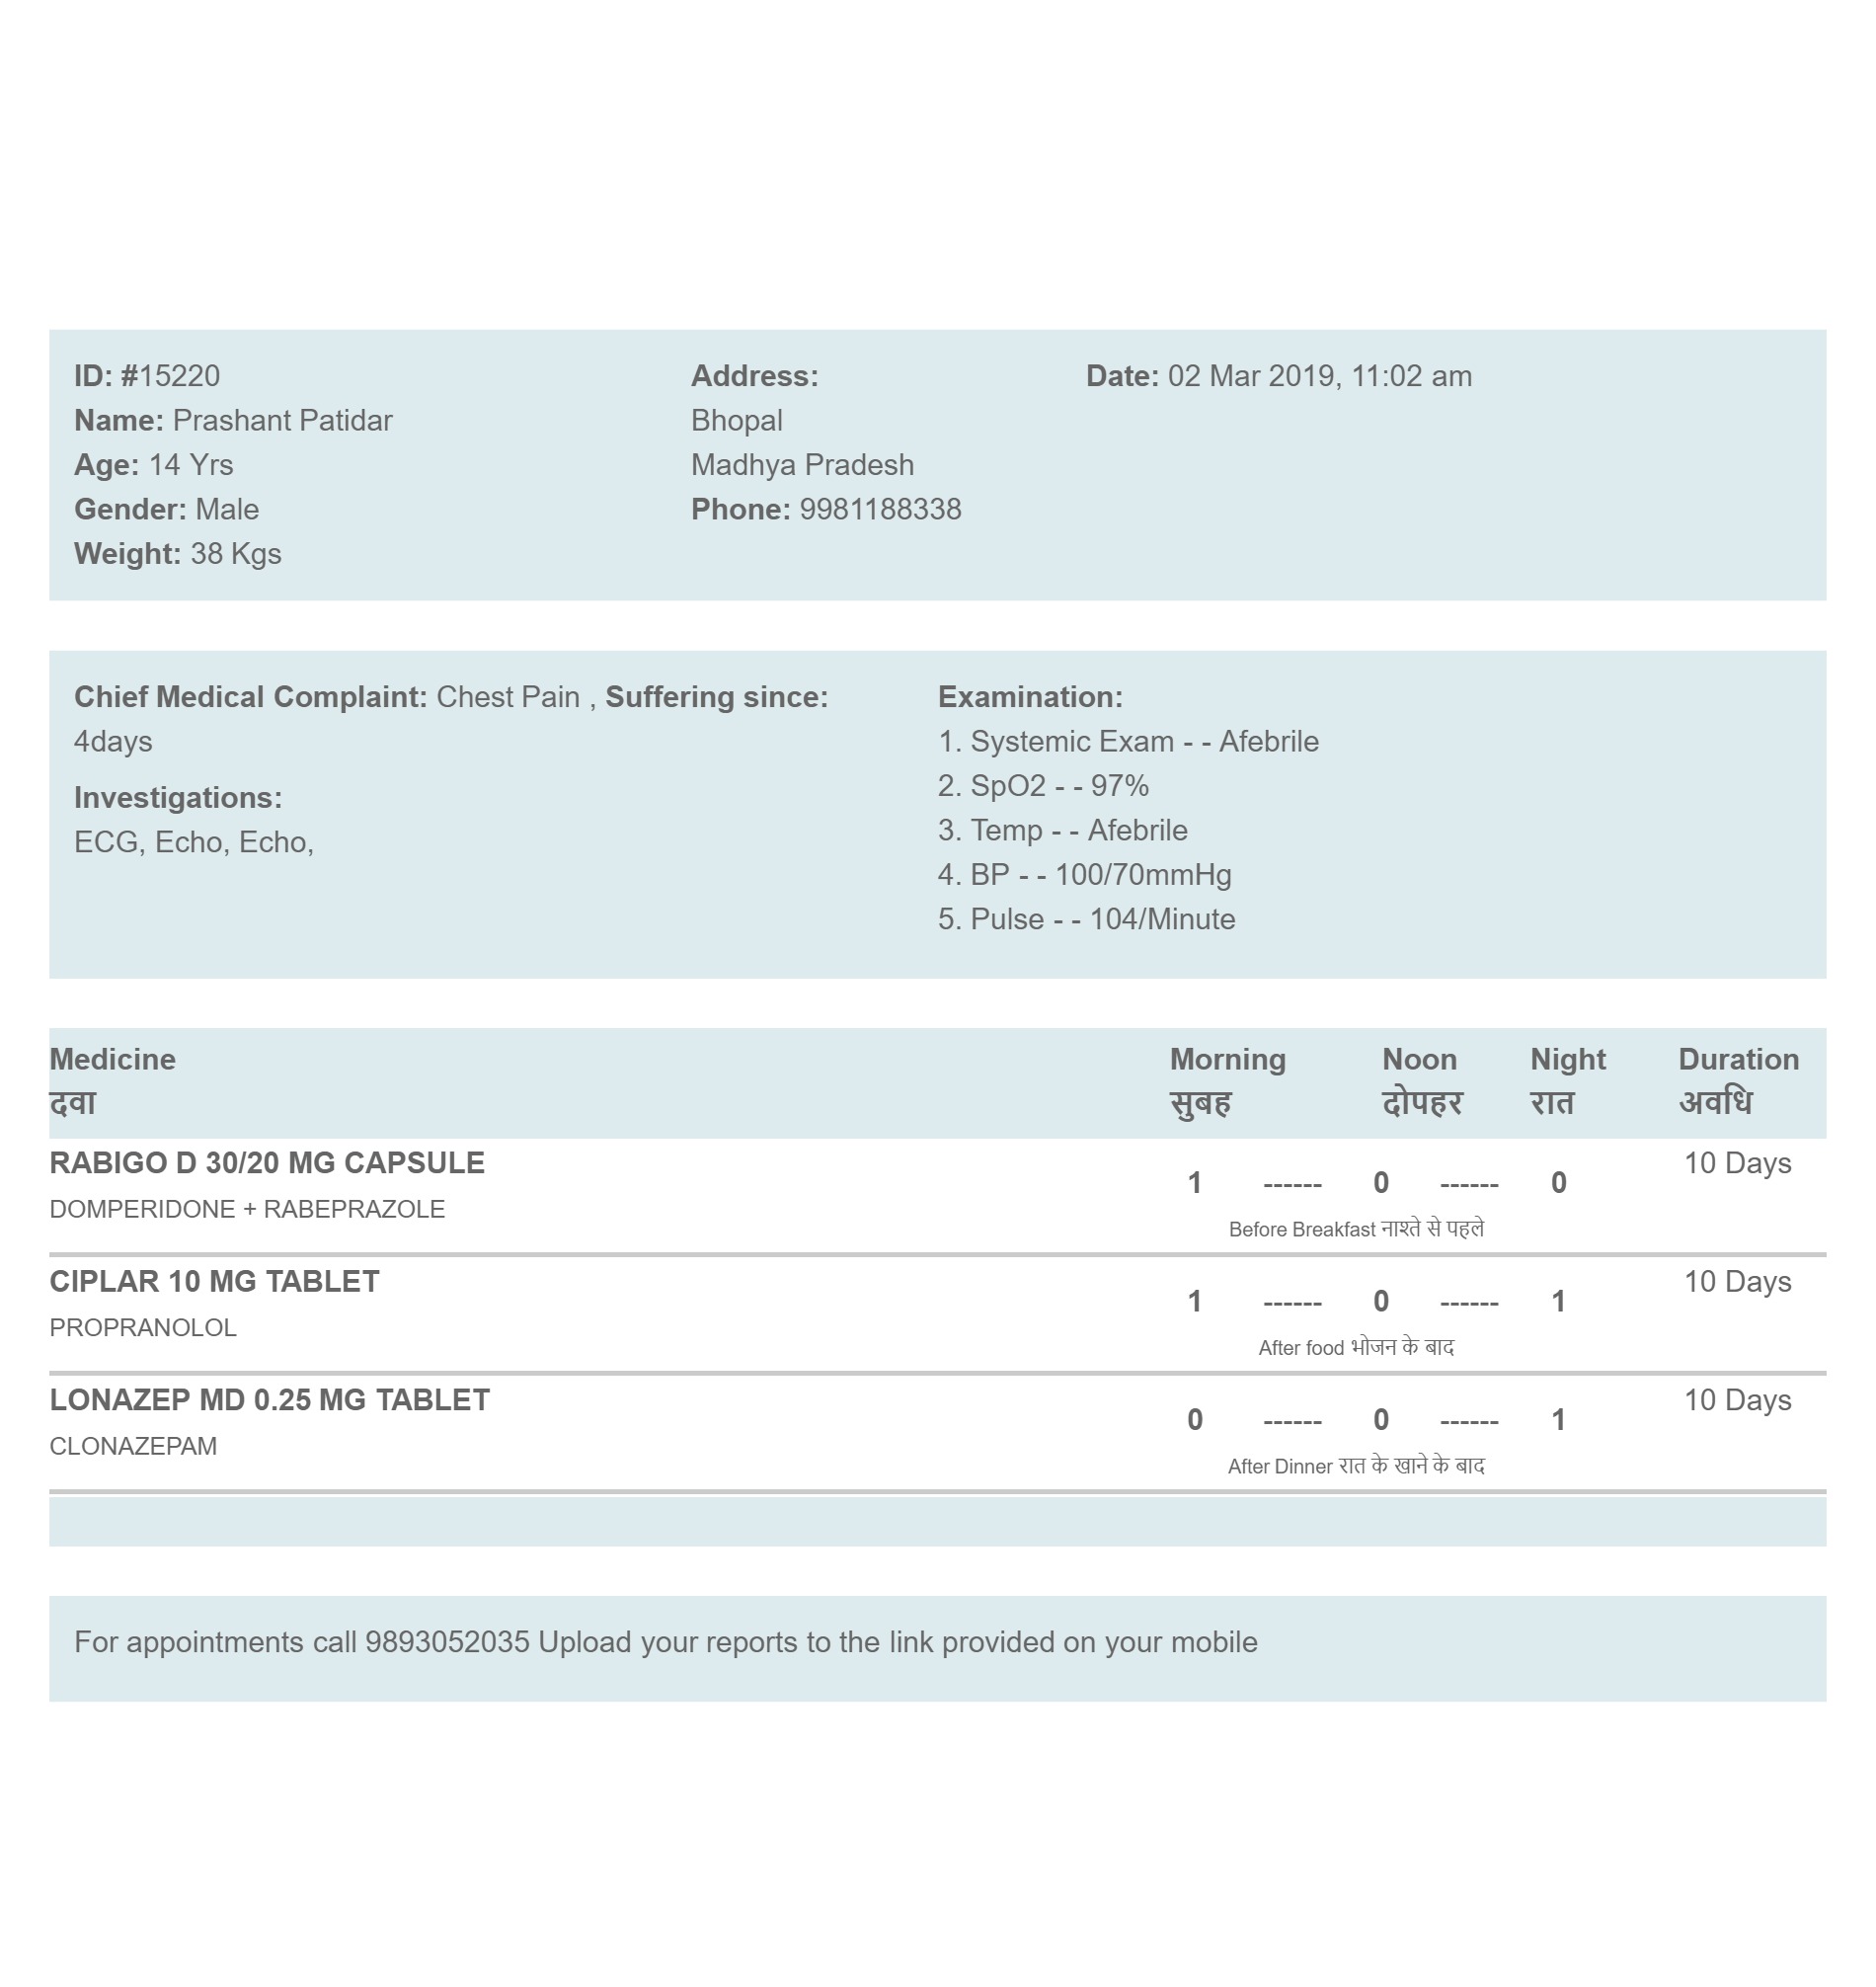 ID: #15220
Name: Prashant Patidar
Age: 14 Yrs
Gender: Male
Weight: 38 Kgs
Address:
Bhopal
Madhya Pradesh
Phone: 9981188338
Date: 02 Mar 2019, 11:02 am
Chief Medical Complaint: Chest Pain , Suffering since:
4days
Investigations:
ECG, Echo, Echo,
Examination:
1. Systemic Exam - - Afebrile
2. SpO2 - - 97%
3. Temp - - Afebrile
4. BP - - 100/70mmHg
5. Pulse - - 104/Minute
Medicine Morning Noon Night Duration
दवा सुबह दोपहर रात अवधि
RABIGO D 30/20 MG CAPSULE 10 Days
1 ------ 0 ------ 0
DOMPERIDONE + RABEPRAZOLE
Before Breakfast नाश्ते से पहले
CIPLAR 10 MG TABLET 10 Days
1 ------ 0 ------ 1
PROPRANOLOL
After food भोजन के बाद
LONAZEP MD 0.25 MG TABLET 10 Days
0 ------ 0 ------ 1
CLONAZEPAM
After Dinner रात के खाने के बाद
For appointments call 9893052035 Upload your reports to the link provided on your mobile